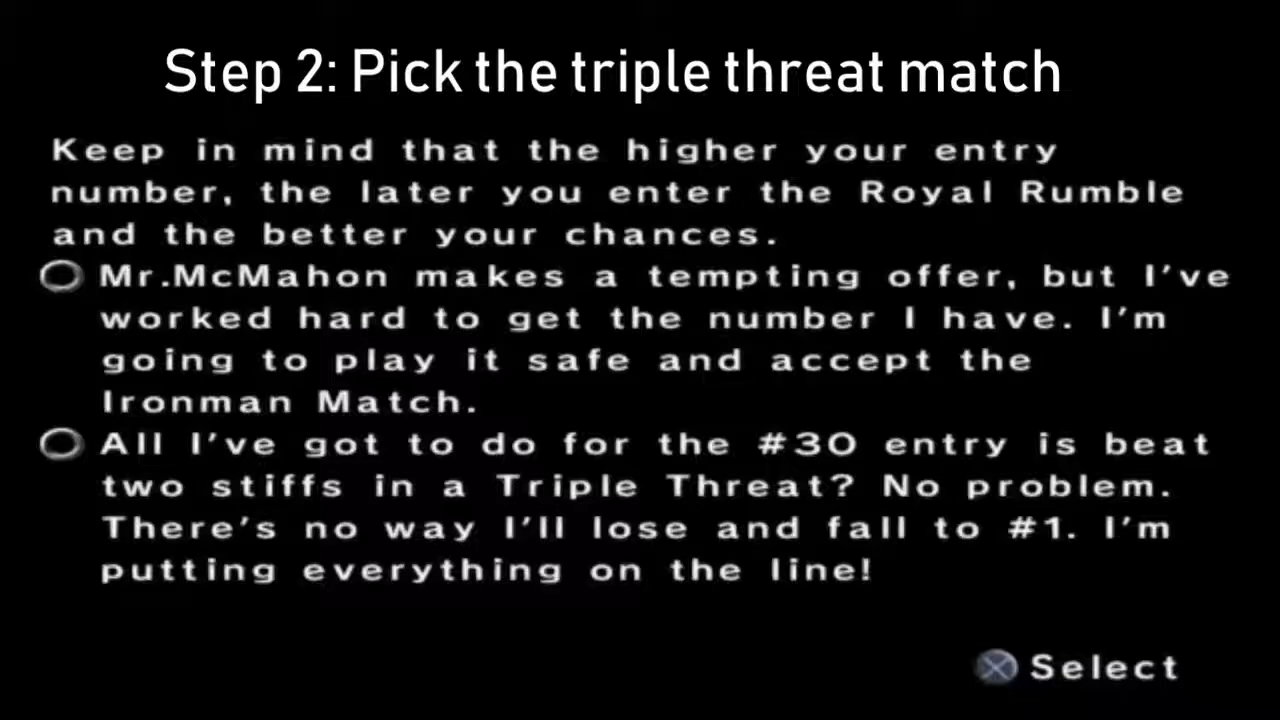 Step 2: Pick the triple threat match
Keep in mind that the higher your entry
number, the later you enter the Royal Rumble
and the better your chances.
Mr.McMahon makes a tempting offer, but I've
worked hard to get the number I have. I'm
going to play it safe and accept the
Ironman Match.
All I've got to do for the #30 entry is beat
two stiffs in a Triple Threat? No problem.
There's no way I'll lose and fall to #1. I'm
putting everything on the line!
Select